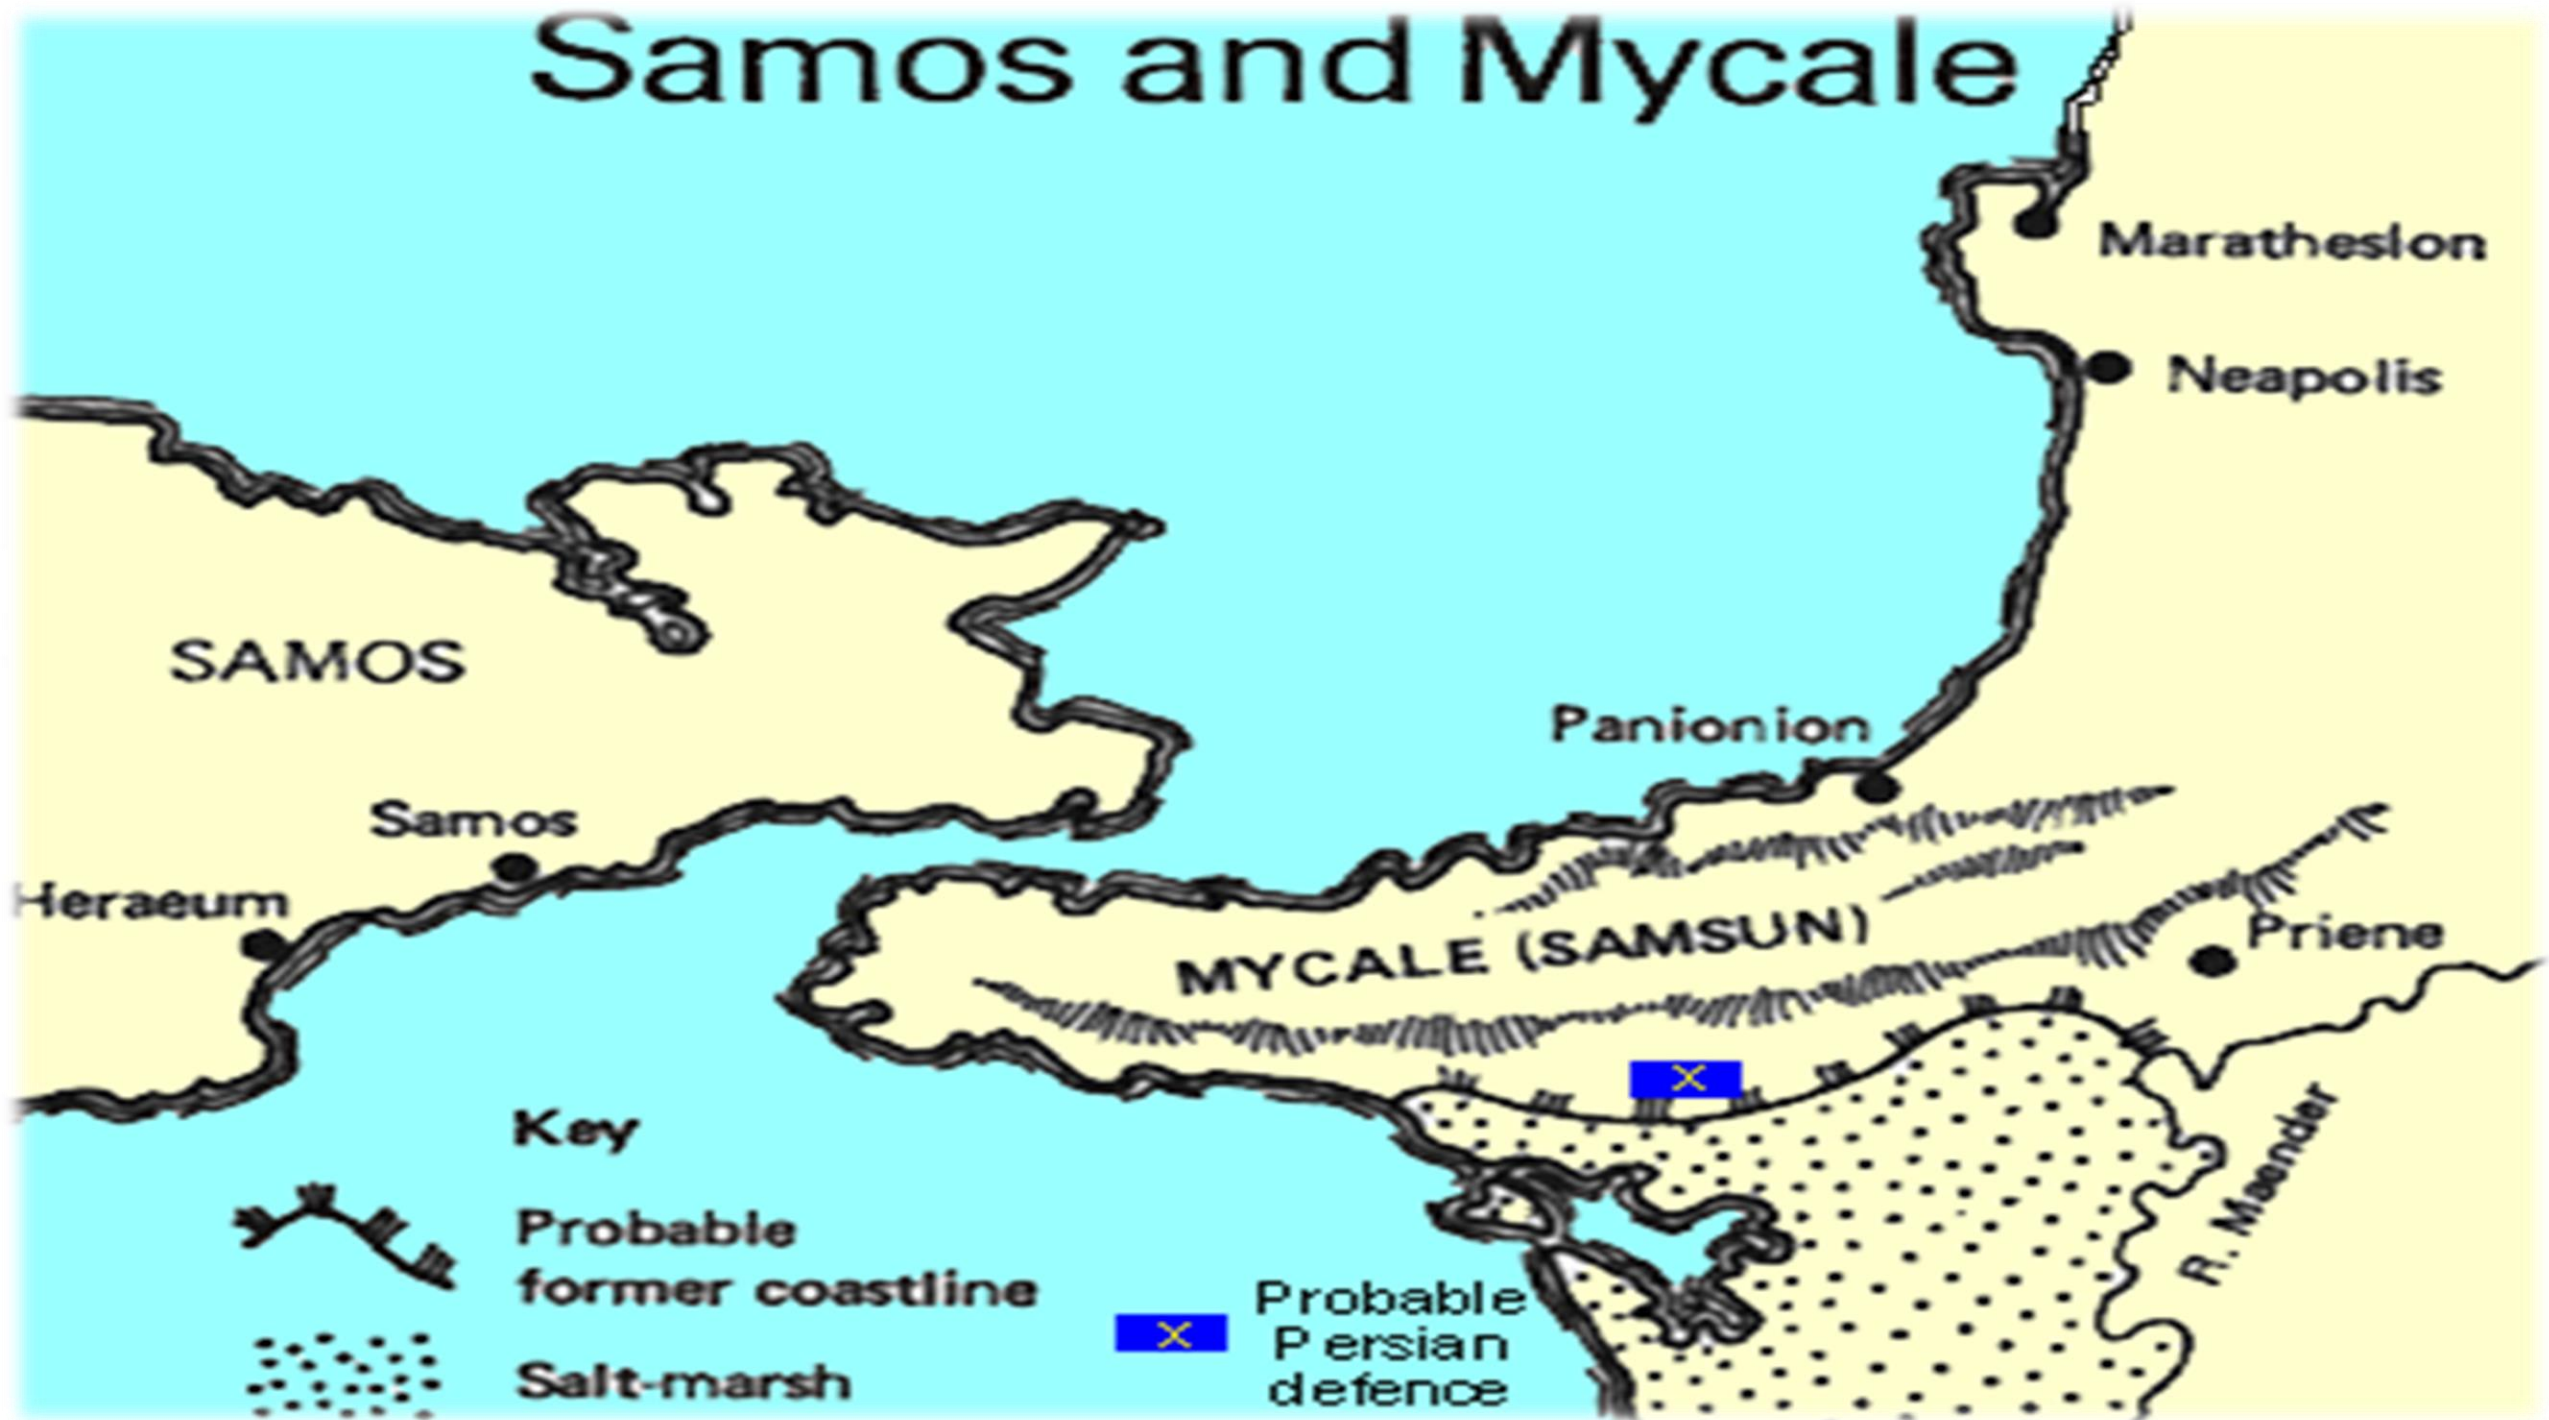 Samos and Mycale
Marathesion
Neapolis
SAMOS
Panionion
Samos
Heraeum
MYCALE (SAMSUN)
Priene
R. Maender
Key
Probable
former coastline
Salt-marsh
Probable
Persian
defence